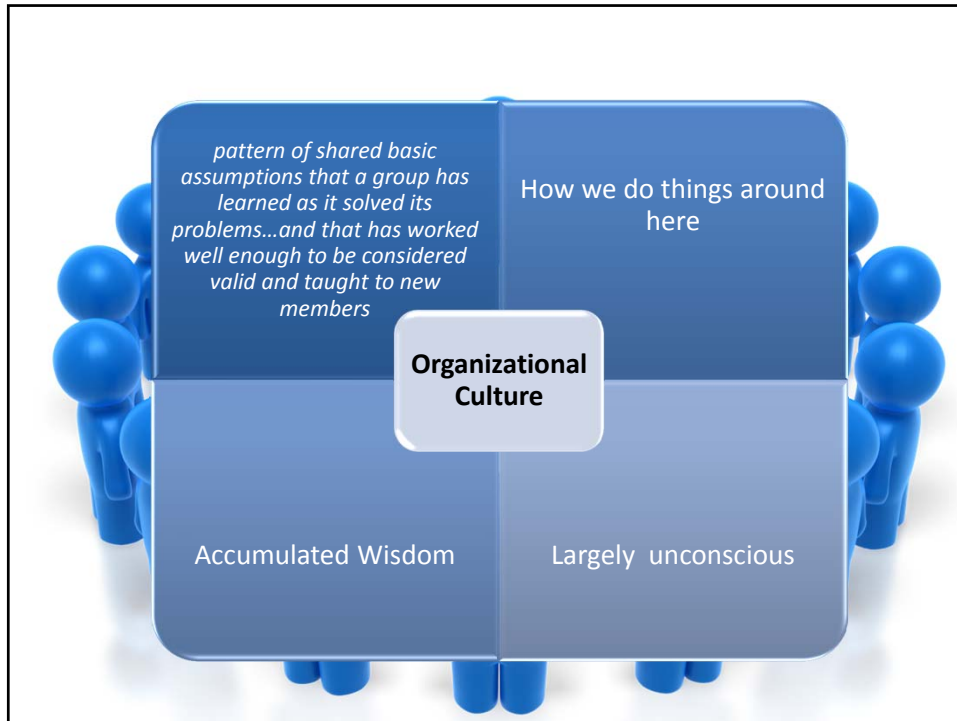 pattern of shared basic
assumptions that a group has
learned as it solved its
problems…and that has worked
well enough to be considered
valid and taught to new
members
How we do things around
here
Organizational
Culture
Accumulated Wisdom
Largely  unconscious